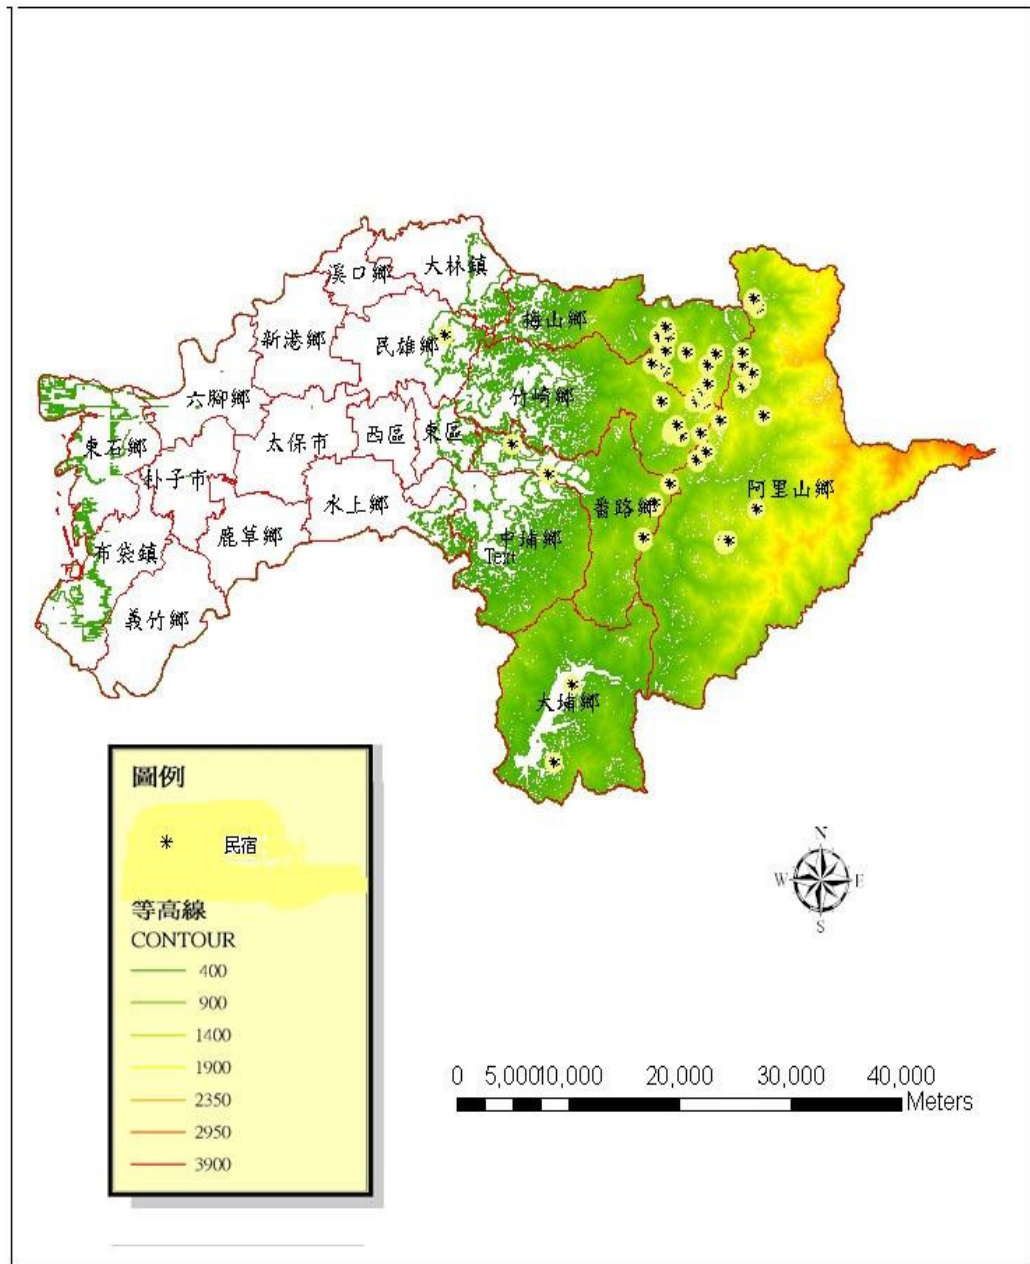 大林鎮
溪口鄉
梅山鄉
新港鄉
民雄鄉
竹崎鄉
六腳鄉
太保市
西區
東區
東石鄉
朴子市
水上鄉
番路鄉
阿里山鄉
鹿草鄉
中埔鄉
Text
布袋鎮
義竹鄉
大埔鄉
圖例
* 民宿
等高線
CONTOUR
400
900
1400
1900
2350
2950
3900
N
W E
S
0 5,00010,000 20,000 30,000 40,000
Meters